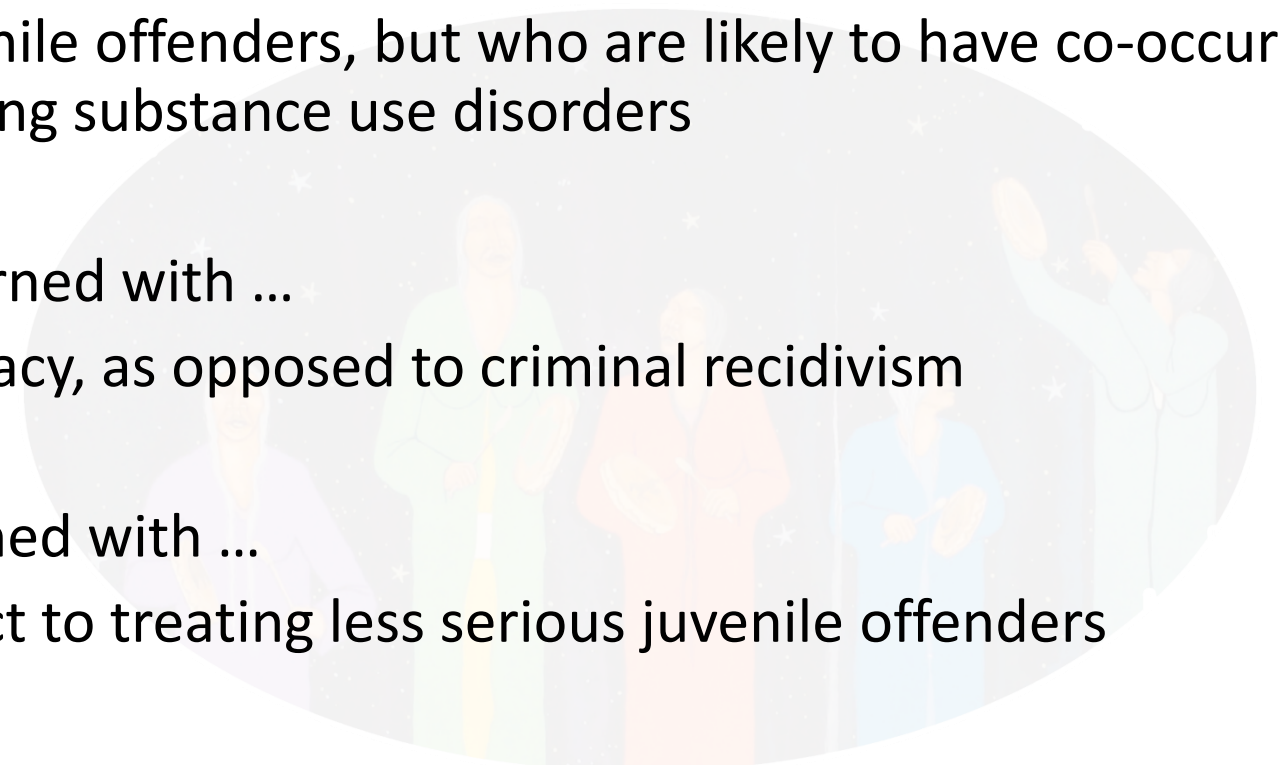 nile offenders, but who are likely to have co-occur
ng substance use disorders
rned with …
acy, as opposed to criminal recidivism
ned with …
ct to treating less serious juvenile offenders